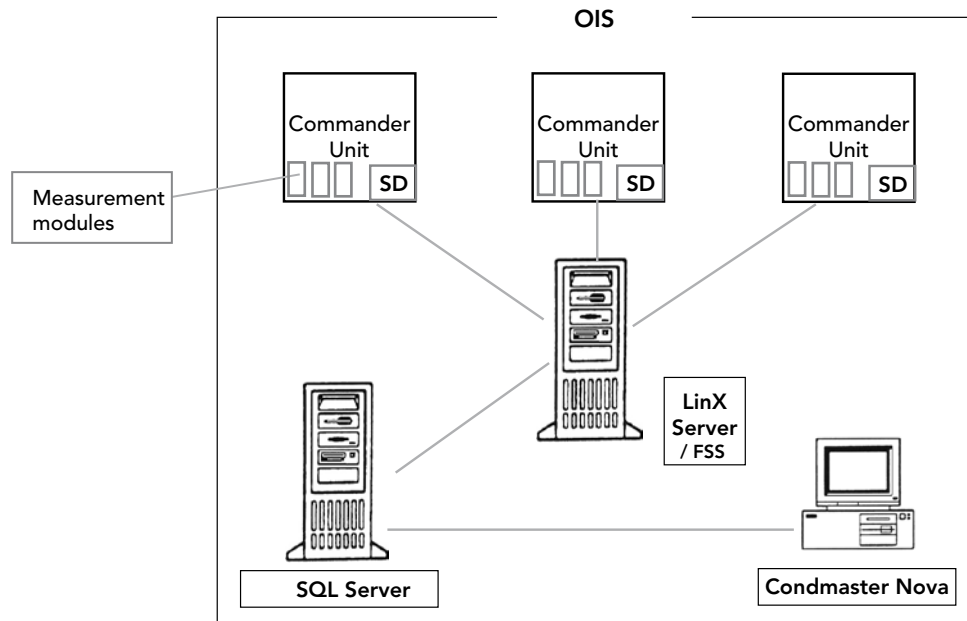 OIS
Commander
Unit
SD
Commander
Unit
SD
Commander
Unit
SD
Measurement
modules
LinX
Server
/ FSS
SQL Server
Condmaster Nova